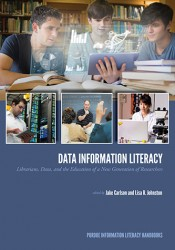 DATA INFORMATION LITERACY
Librarians, Data, and the Education of a New Generation of Researchers
edited by Jake Carlson and Lisa R. Johnston
PURDUE INFORMATION LITERACY HANDBOOKS